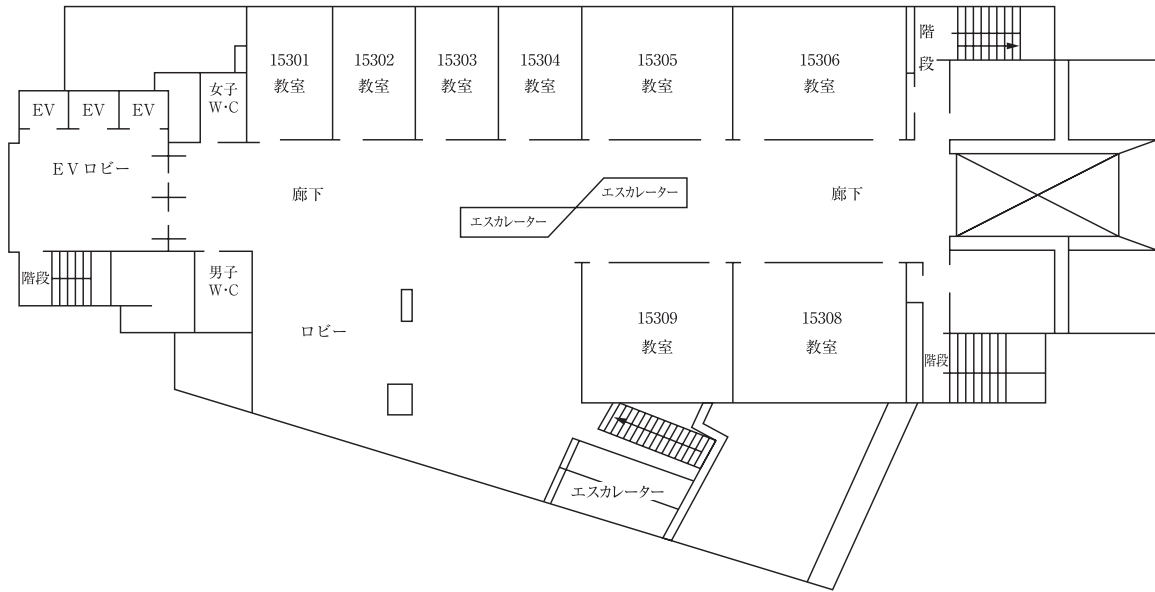 15301
教室
15302
教室
15303
教室
15304
教室
15305
教室
15306
教室
階
段
女子
W・C
EV
EV
EV
EVロビー
廊下
エスカレーター
エスカレーター
廊下
階段
男子
W・C
ロビー
15309
教室
15308
教室
階段
エスカレーター